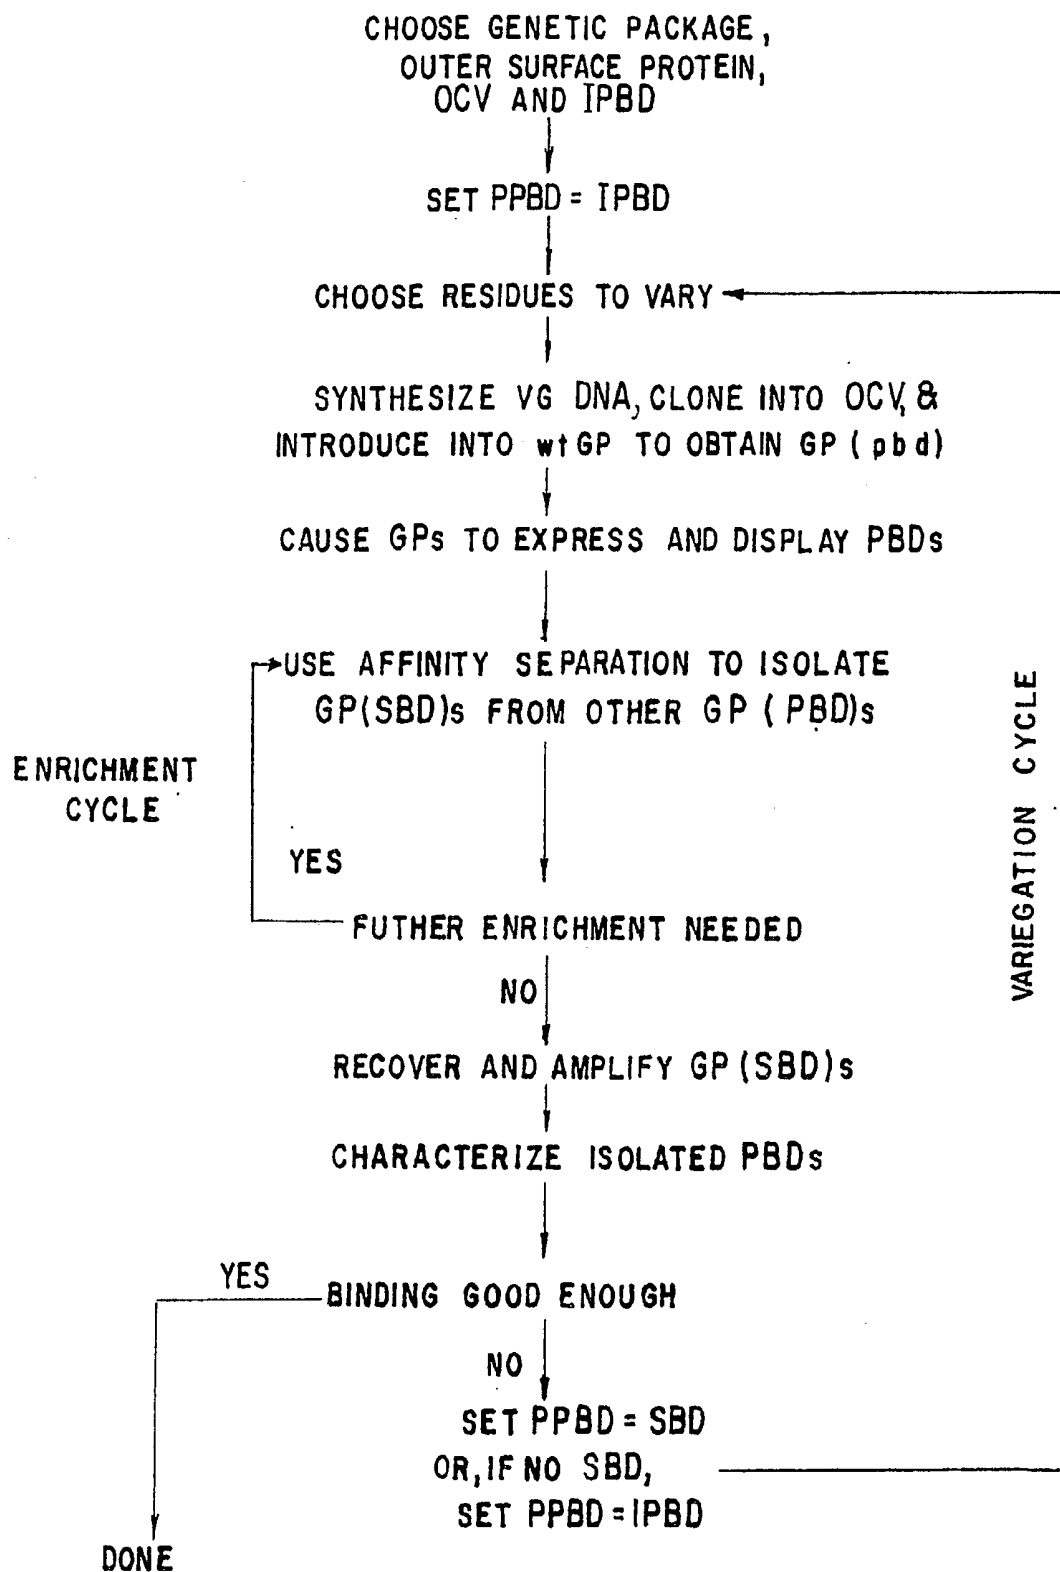 CHOOSE GENETIC PACKAGE,
OUTER SURFACE PROTEIN,
OCV AND IPBD
SET PPBD = IPBD
CHOOSE RESIDUES TO VARY
SYNTHESIZE VG DNA, CLONE INTO OCV, &
INTRODUCE INTO wtGP TO OBTAIN GP (pbd)
CAUSE GPs TO EXPRESS AND DISPLAY PBDs
USE AFFINITY SEPARATION TO ISOLATE
GP(SBD)s FROM OTHER GP (PBD)s
ENRICHMENT
CYCLE
YES
FUTHER ENRICHMENT NEEDED
NO
RECOVER AND AMPLIFY GP (SBD)s
CHARACTERIZE ISOLATED PBDs
YES
BINDING GOOD ENOUGH
NO
SET PPBD = SBD
OR, IF NO SBD,
SET PPBD = IPBD
DONE
VARIEGATION CYCLE